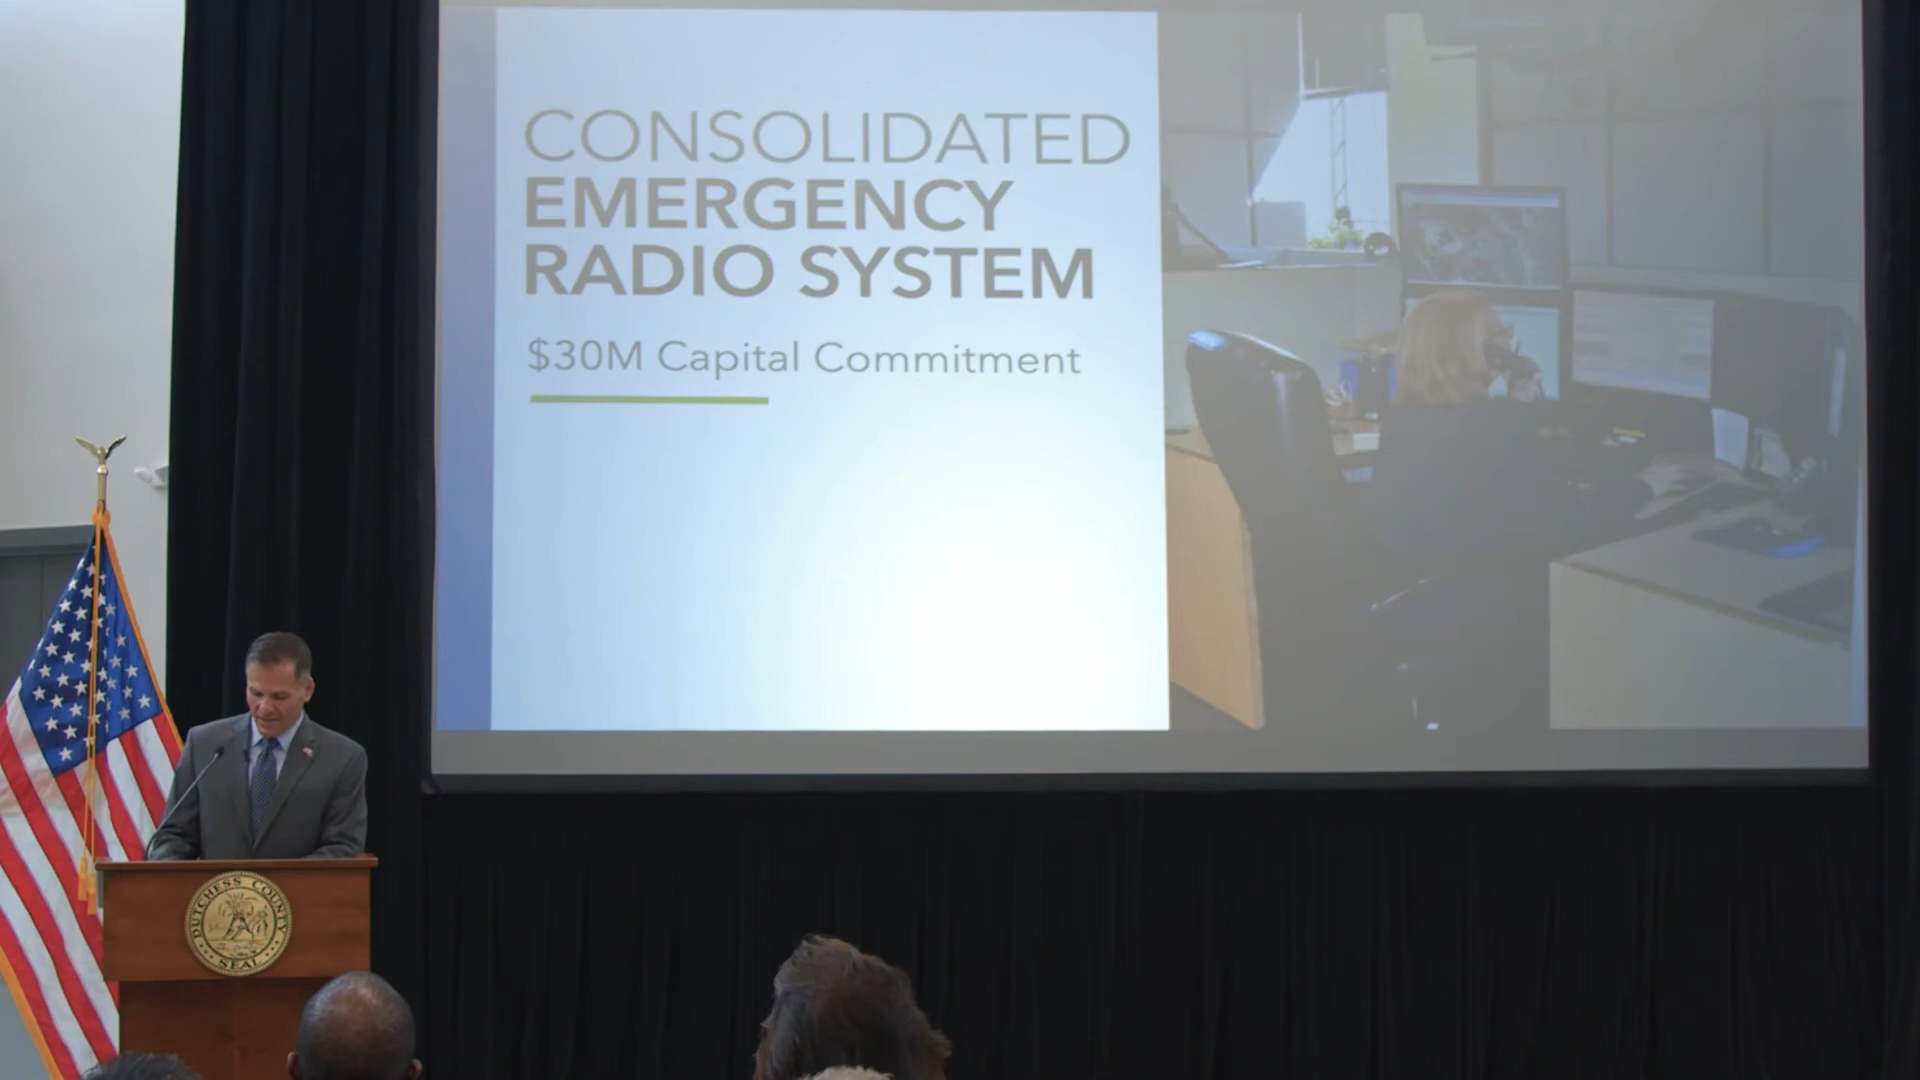 CONSOLIDATED
EMERGENCY
RADIO SYSTEM
$30M Capital Commitment
DUTCHESS COUNTY
SEAL